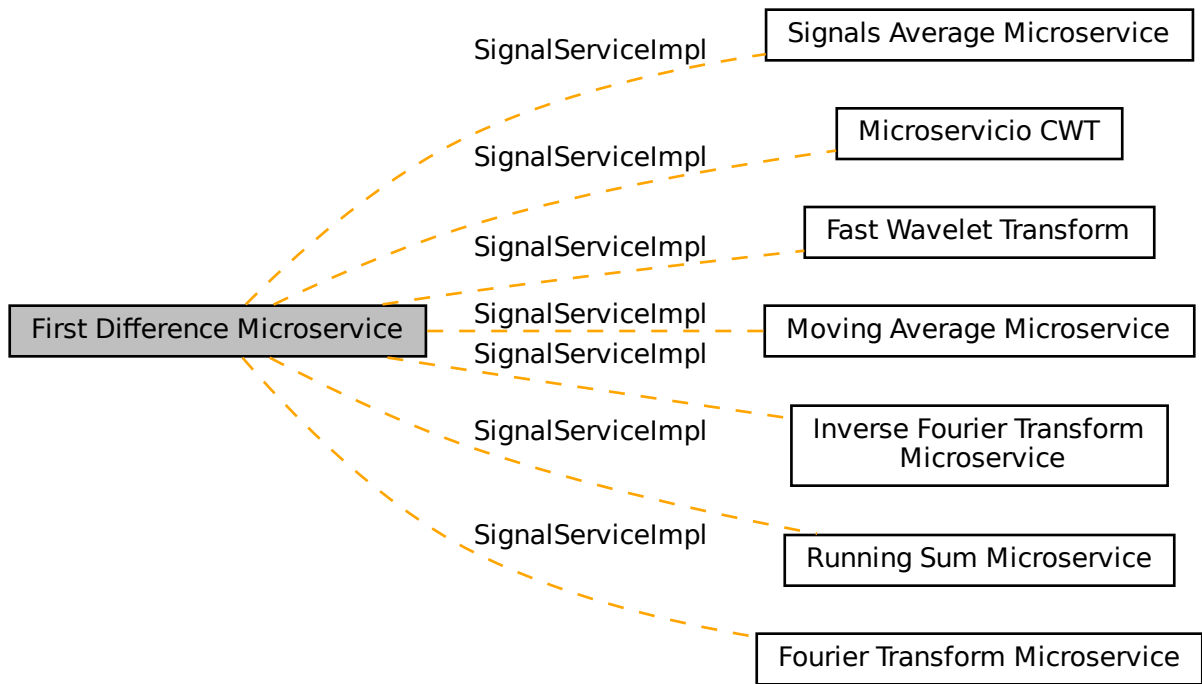 SignalServiceImpl
Signals Average Microservice
SignalServiceImpl
Microservicio CWT
SignalServiceImpl
Fast Wavelet Transform
First Difference Microservice
SignalServiceImpl
Moving Average Microservice
SignalServiceImpl
Inverse Fourier Transform
Microservice
SignalServiceImpl
Running Sum Microservice
SignalServiceImpl
Fourier Transform Microservice